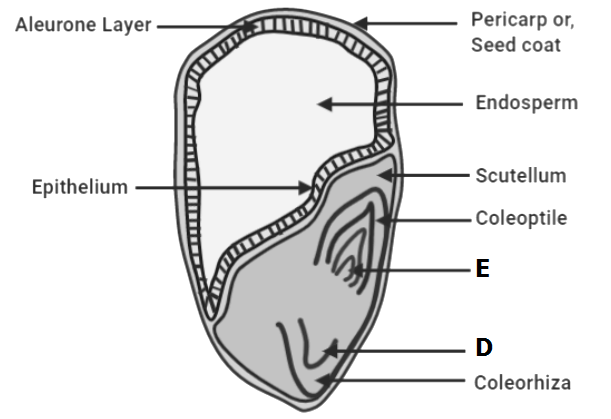 Aleurone Layer
Pericarp or,
Seed coat
Endosperm
Epithelium
Scutellum
Coleoptile
E
D
Coleorhiza